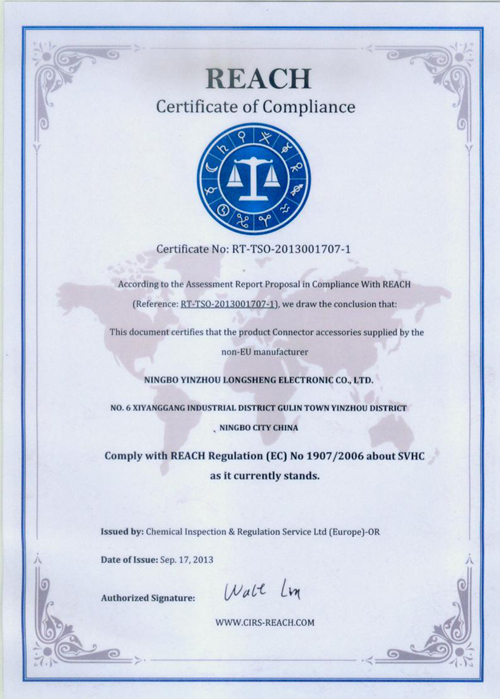 REACH
Certificate of Compliance
Certificate No: RT-TSO-2013001707-1
According to the Assessment Report Proposal in Compliance With REACH
(Reference: RT-TSO-2013001707-1), we draw the conclusion that:
This document certifies that the product Connector accessories supplied by the
non-EU manufacturer
NINGBO YINZHOU LONGSHENG ELECTRONIC CO., LTD.
NO. 6 XIYANGGANG INDUSTRIAL DISTRICT GULIN TOWN YINZHOU DISTRICT
, NINGBO CITY CHINA
Comply with REACH Regulation (EC) No 1907/2006 about SVHC
as it currently stands.
Issued by: Chemical Inspection & Regulation Service Ltd (Europe)-OR
Date of Issue: Sep. 17, 2013
Authorized Signature:
WWW.CIRS-REACH.COM